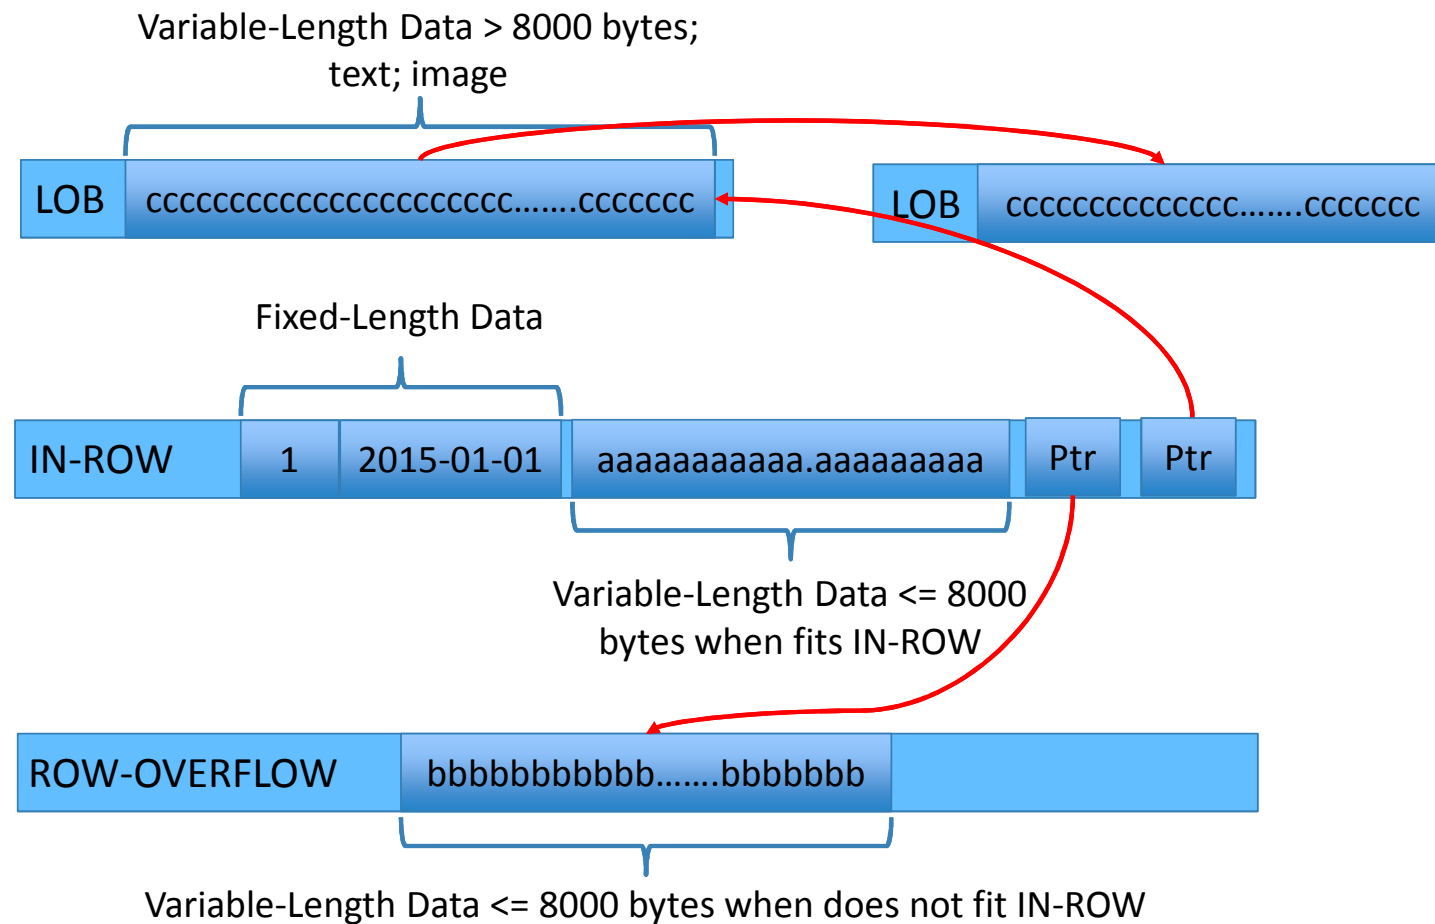 Variable-Length Data > 8000 bytes;
text; image
LOB cccccccccccccccccccccc…….ccccccc
LOB cccccccccccccc…….ccccccc
Fixed-Length Data
IN-ROW 1 2015-01-01 aaaaaaaaaaa.aaaaaaaaa Ptr Ptr
Variable-Length Data <= 8000
bytes when fits IN-ROW
ROW-OVERFLOW bbbbbbbbbbb…….bbbbbbb
Variable-Length Data <= 8000 bytes when does not fit IN-ROW